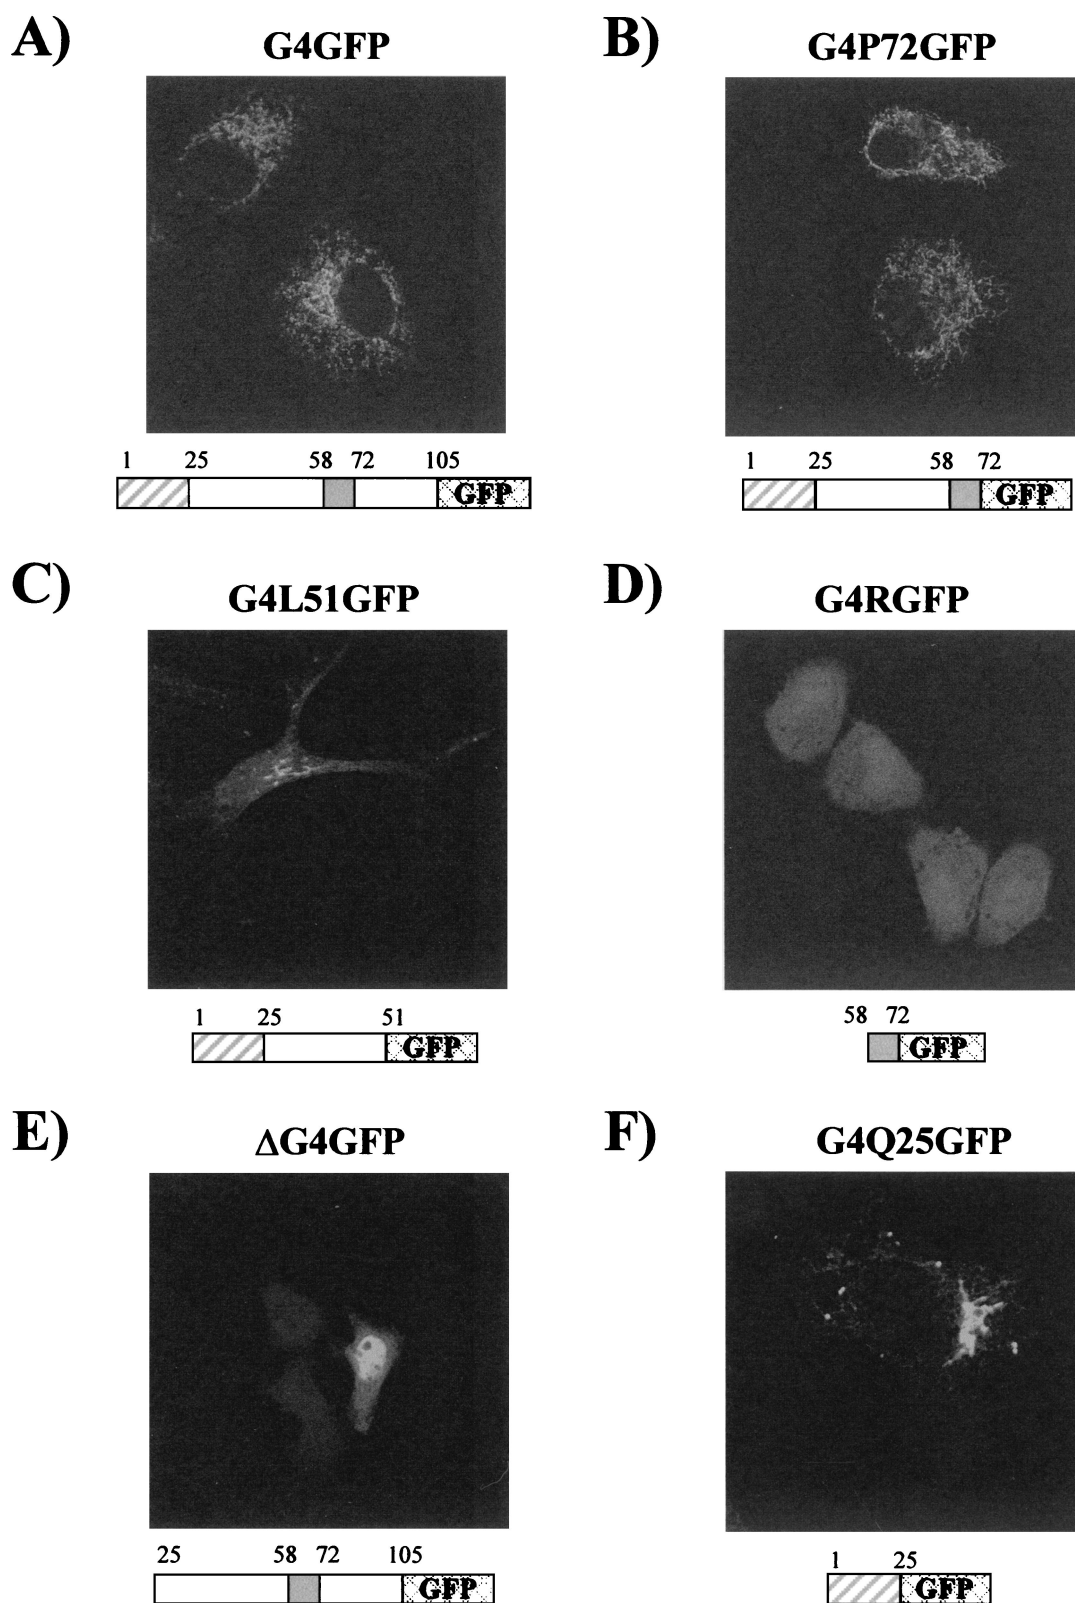 A)
G4GFP
1 25 58 72 105
GFP
B)
G4P72GFP
1 25 58 72
GFP
C)
G4L51GFP
1 25 51
GFP
D)
G4RGFP
58 72
GFP
E)
ΔG4GFP
25 58 72 105
GFP
F)
G4Q25GFP
1 25
GFP